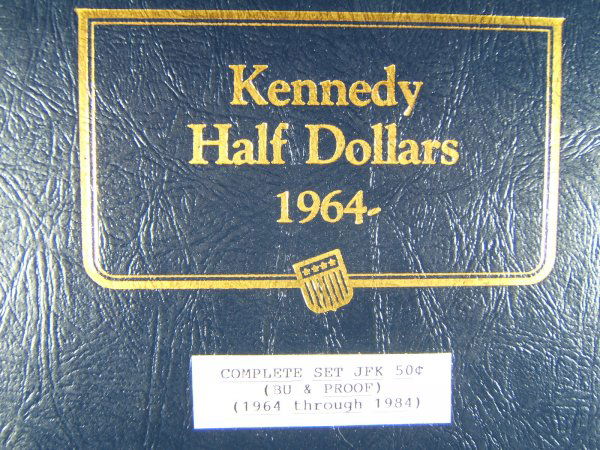 Kennedy
Half Dollars
1964-
COMPLETE SET JFK 50¢
(BU & PROOF)
(1964 through 1984)